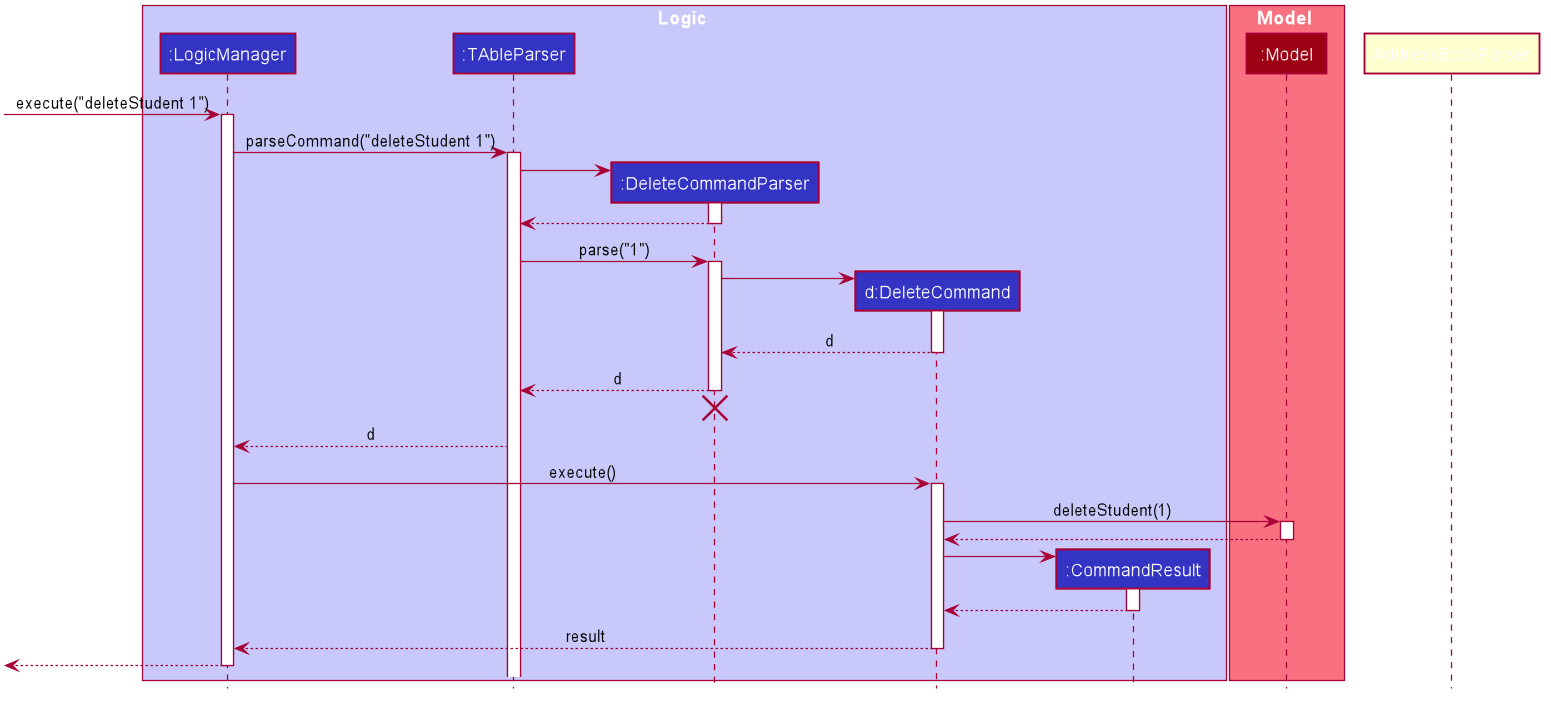 Logic
Model
:LogicManager
:TAbleParser
:Model
AddressBookParser
execute("deleteStudent 1")
parseCommand("deleteStudent 1")
:DeleteCommandParser
parse("1")
d:DeleteCommand
d
d
d
execute()
deleteStudent(1)
:CommandResult
result